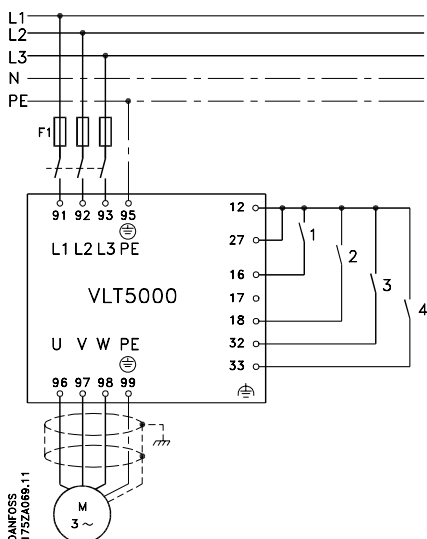 L1
L2
L3
N
PE
F1
91 92 93 95
L1 L2 L3 PE
VLT5000
U V W PE
96 97 98 99
12
27
16
17
18
32
33
1
2
3
4
M
3 ~
DANFOSS
175ZA069.11